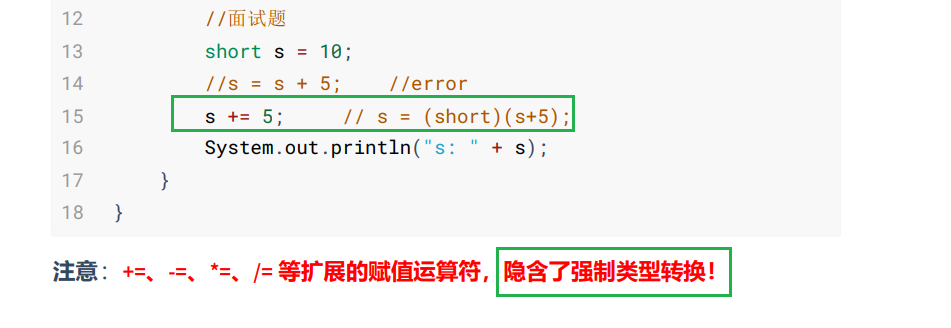 12 //面试题
13 short s = 10;
14 //s = s + 5; //error
15 s += 5; // s = (short)(s+5);
16 System.out.println("s: " + s);
17 }
18 }
注意：+=、-=、*=、/= 等扩展的赋值运算符，隐含了强制类型转换！